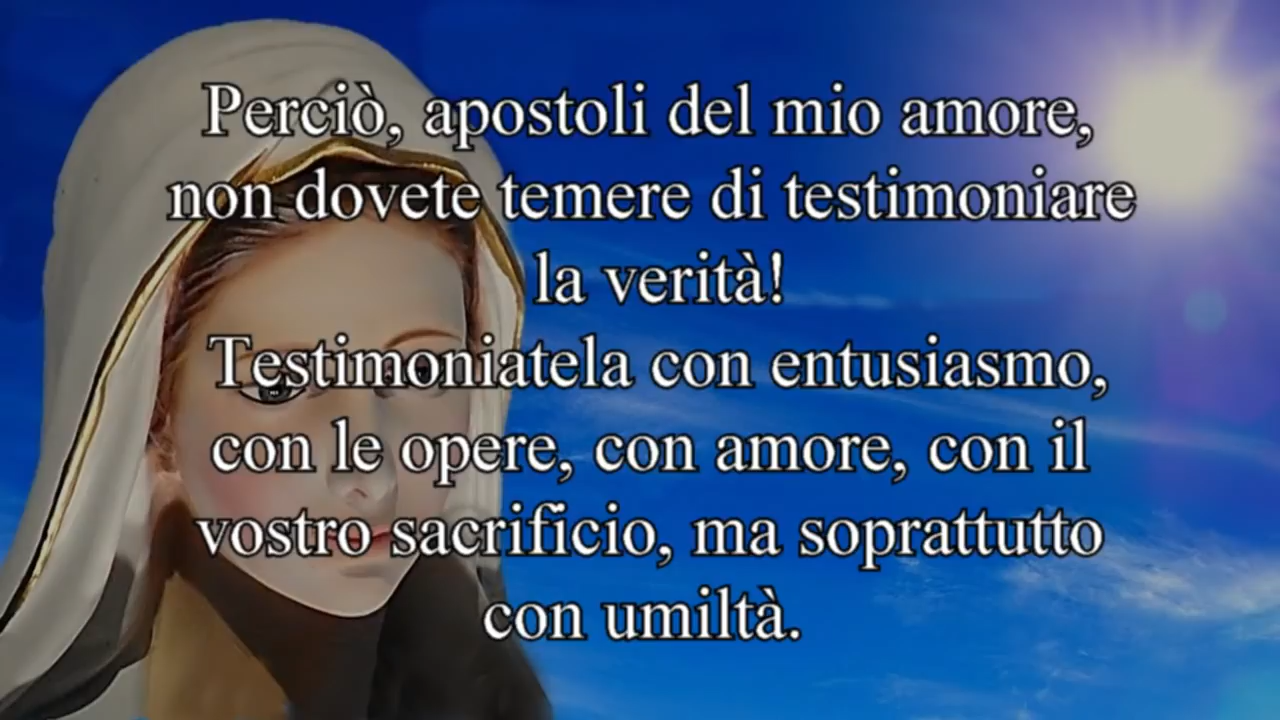 Perciò, apostoli del mio amore,
non dovete temere di testimoniare
la verità!
Testimoniatela con entusiasmo,
con le opere, con amore, con il
vostro sacrificio, ma soprattutto
con umiltà.